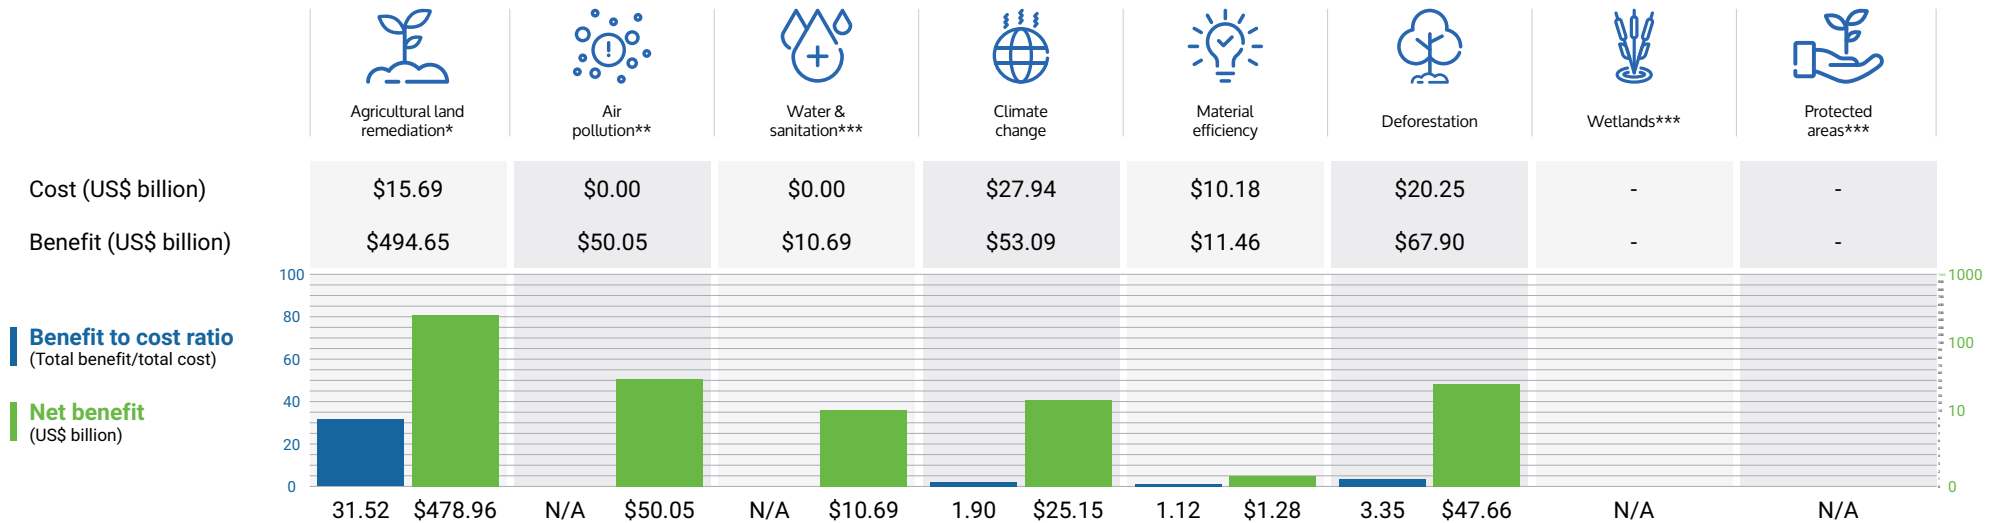 Agricultural land
remediation*
Air
pollution**
Water &
sanitation***
Climate
change
Material
efficiency
Deforestation
Wetlands***
Protected
areas***
Cost (US$ billion) $15.69 $0.00 $0.00 $27.94 $10.18 $20.25 - -
Benefit (US$ billion) $494.65 $50.05 $10.69 $53.09 $11.46 $67.90 - -
Benefit to cost ratio
(Total benefit/total cost)
Net benefit
(US$ billion)
100
80
60
40
20
0
1000
100
10
0
31.52 $478.96 N/A $50.05 N/A $10.69 1.90 $25.15 1.12 $1.28 3.35 $47.66 N/A N/A